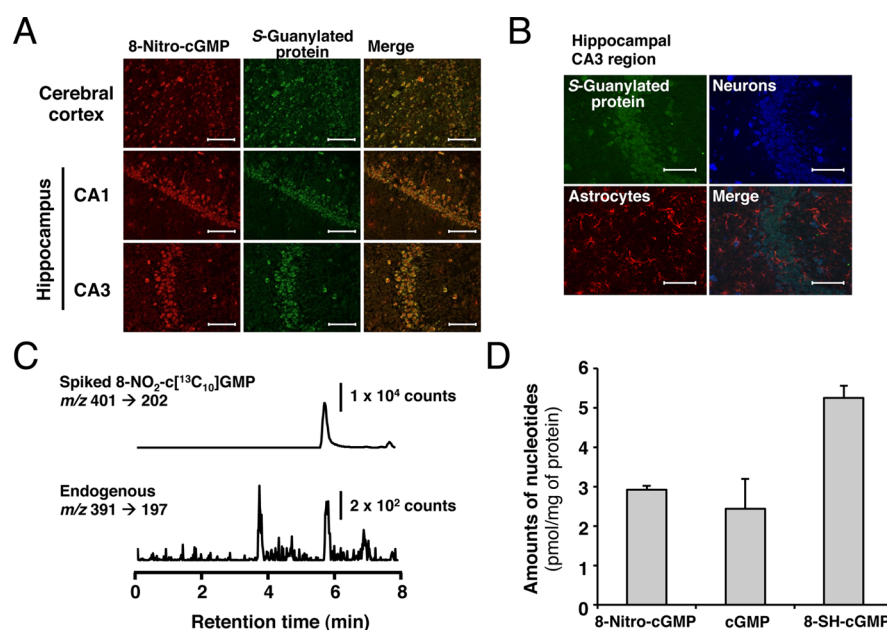 A
8-Nitro-cGMP
S-Guanylated
protein
Merge
Cerebral
cortex
Hippocampus
CA1
CA3
B
Hippocampal
CA3 region
S-Guanylated
protein
Neurons
Astrocytes
Merge
C
Spiked 8-NO₂-c[¹³C₁₀]GMP
m/z 401 → 202
1 x 10⁴ counts
Endogenous
m/z 391 → 197
2 x 10² counts
0 2 4 6 8
Retention time (min)
D
Amounts of nucleotides
(pmol/mg of protein)
6
5
4
3
2
1
0
8-Nitro-cGMP cGMP 8-SH-cGMP